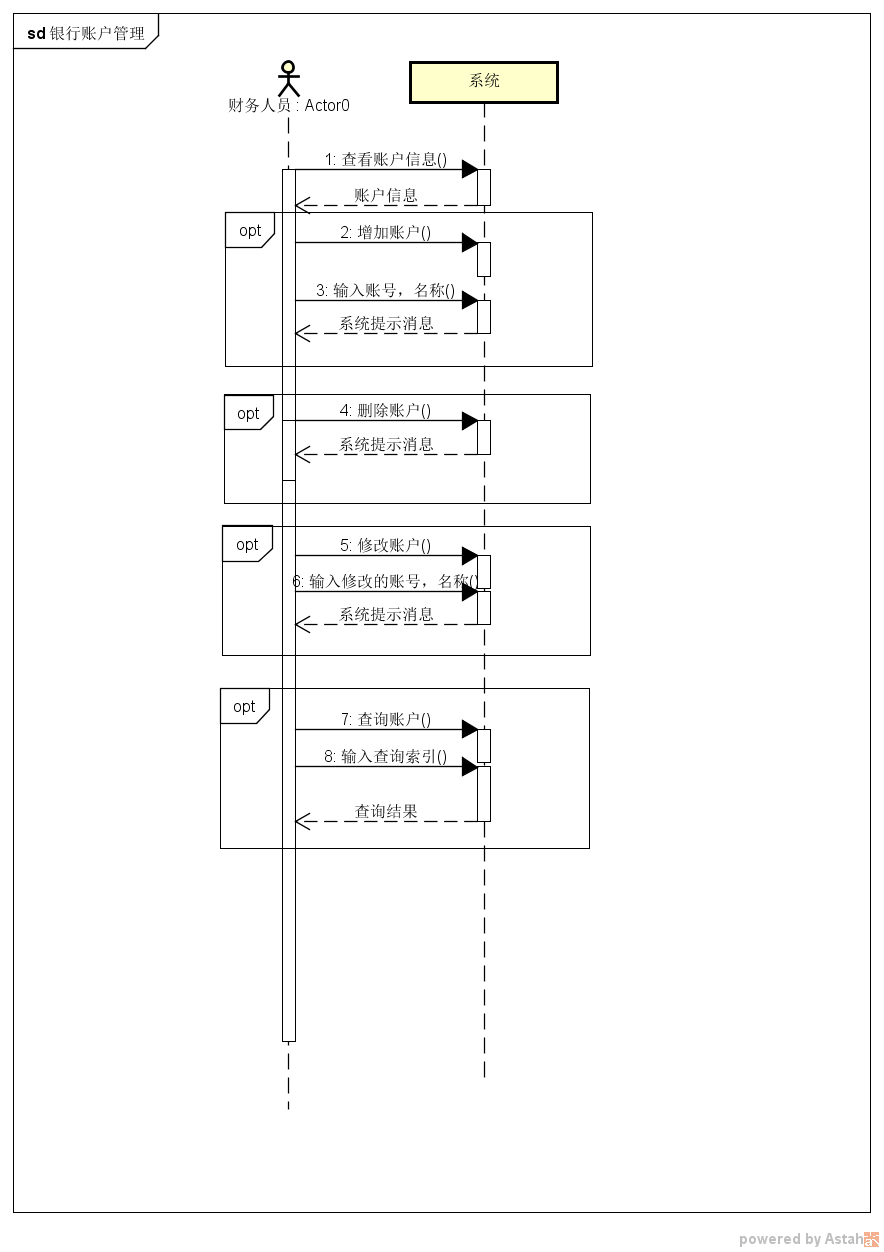 sd 银行账户管理
系统
财务人员 : Actor0
1: 查看账户信息()
账户信息
opt
2: 增加账户()
3: 输入账号，名称()
系统提示消息
opt
4: 删除账户()
系统提示消息
opt
5: 修改账户()
6: 输入修改的账号，名称()
系统提示消息
opt
7: 查询账户()
8: 输入查询索引()
查询结果
powered by Astah